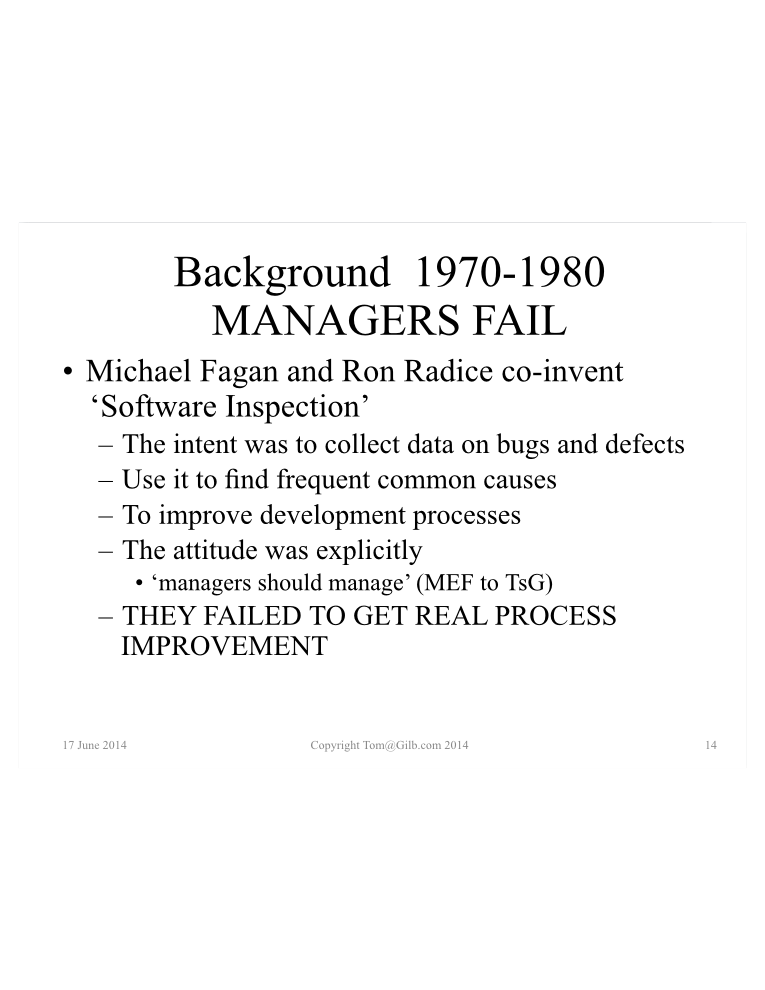 Background  1970-1980
MANAGERS FAIL
• Michael Fagan and Ron Radice co-invent
‘Software Inspection’
– The intent was to collect data on bugs and defects
– Use it to find frequent common causes
– To improve development processes
– The attitude was explicitly
• ‘managers should manage’ (MEF to TsG)
– THEY FAILED TO GET REAL PROCESS
IMPROVEMENT
17 June 2014 Copyright Tom@Gilb.com 2014 14